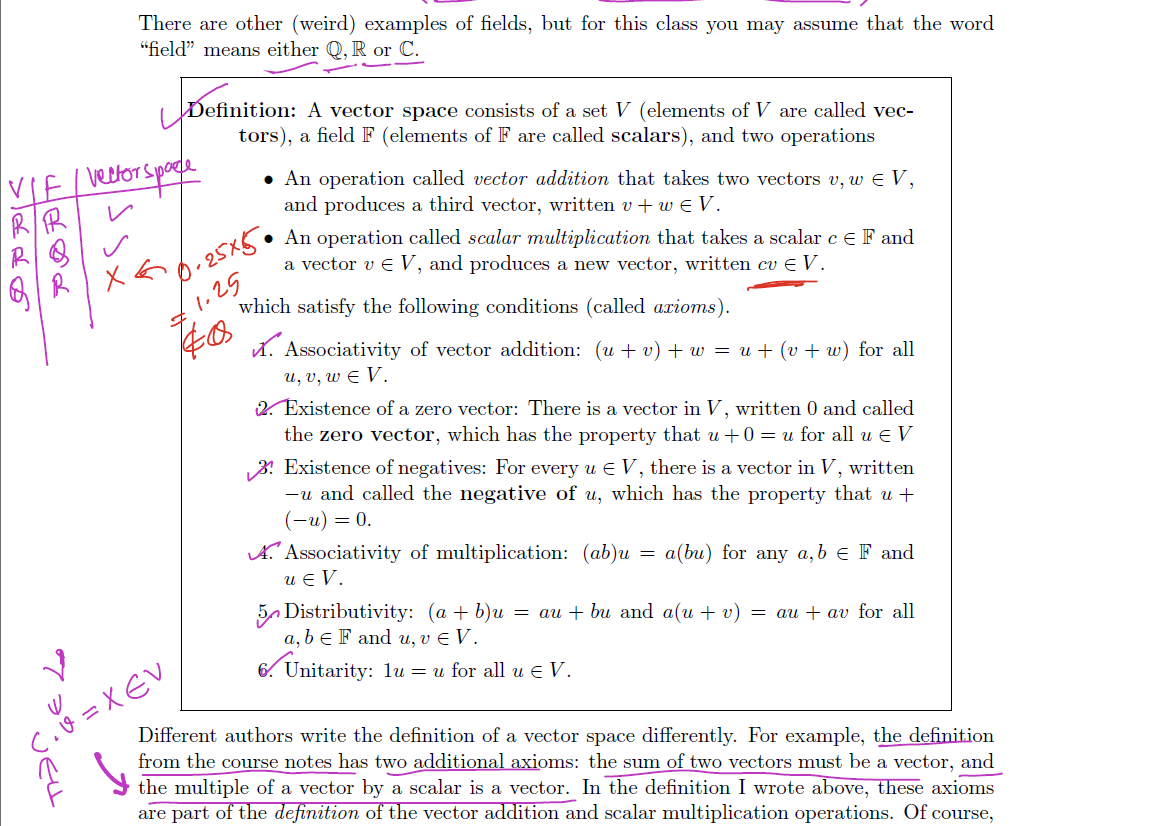 There are other (weird) examples of fields, but for this class you may assume that the word
“field” means either ℚ, ℝ or ℂ.
Definition: A vector space consists of a set V (elements of V are called vec-
tors), a field 𝔽 (elements of 𝔽 are called scalars), and two operations
• An operation called vector addition that takes two vectors v, w ∈ V,
and produces a third vector, written v + w ∈ V.
• An operation called scalar multiplication that takes a scalar c ∈ 𝔽 and
a vector v ∈ V, and produces a new vector, written cv ∈ V.
which satisfy the following conditions (called axioms).
1. Associativity of vector addition: (u + v) + w = u + (v + w) for all
u, v, w ∈ V.
2. Existence of a zero vector: There is a vector in V, written 0 and called
the zero vector, which has the property that u + 0 = u for all u ∈ V
3. Existence of negatives: For every u ∈ V, there is a vector in V, written
−u and called the negative of u, which has the property that u +
(−u) = 0.
4. Associativity of multiplication: (ab)u = a(bu) for any a, b ∈ 𝔽 and
u ∈ V.
5. Distributivity: (a + b)u = au + bu and a(u + v) = au + av for all
a, b ∈ 𝔽 and u, v ∈ V.
6. Unitarity: 1u = u for all u ∈ V.
Different authors write the definition of a vector space differently. For example, the definition
from the course notes has two additional axioms: the sum of two vectors must be a vector, and
the multiple of a vector by a scalar is a vector. In the definition I wrote above, these axioms
are part of the definition of the vector addition and scalar multiplication operations. Of course,
V F Vector space
ℝ ℝ ✓
ℝ ℚ ✓
ℚ ℝ X ← 0.25×5
= 1.25
∉ ℚ
V
C · v = X ∈ V
F